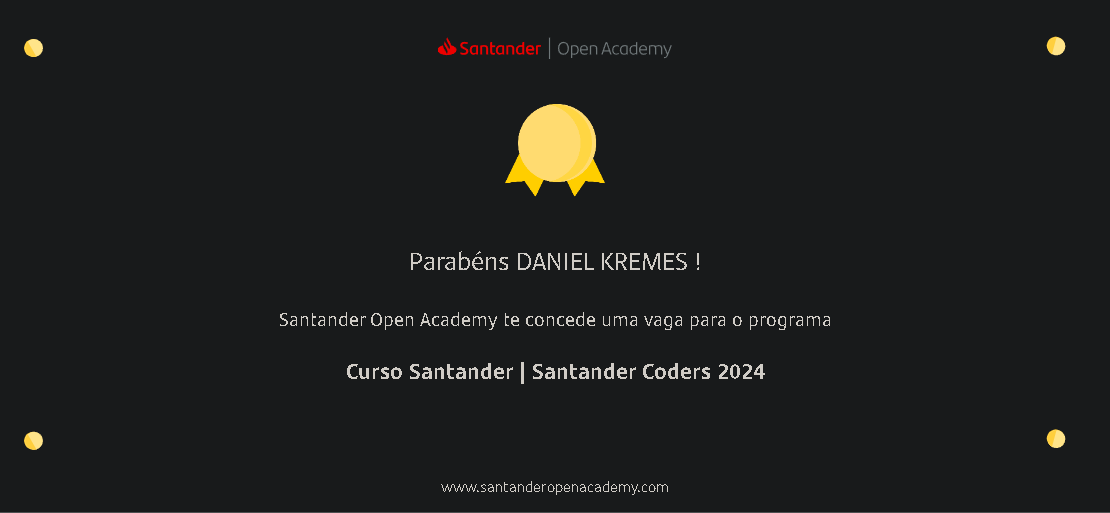 Santander | Open Academy
Parabéns DANIEL KREMES !
Santander Open Academy te concede uma vaga para o programa
Curso Santander | Santander Coders 2024
www.santanderopenacademy.com